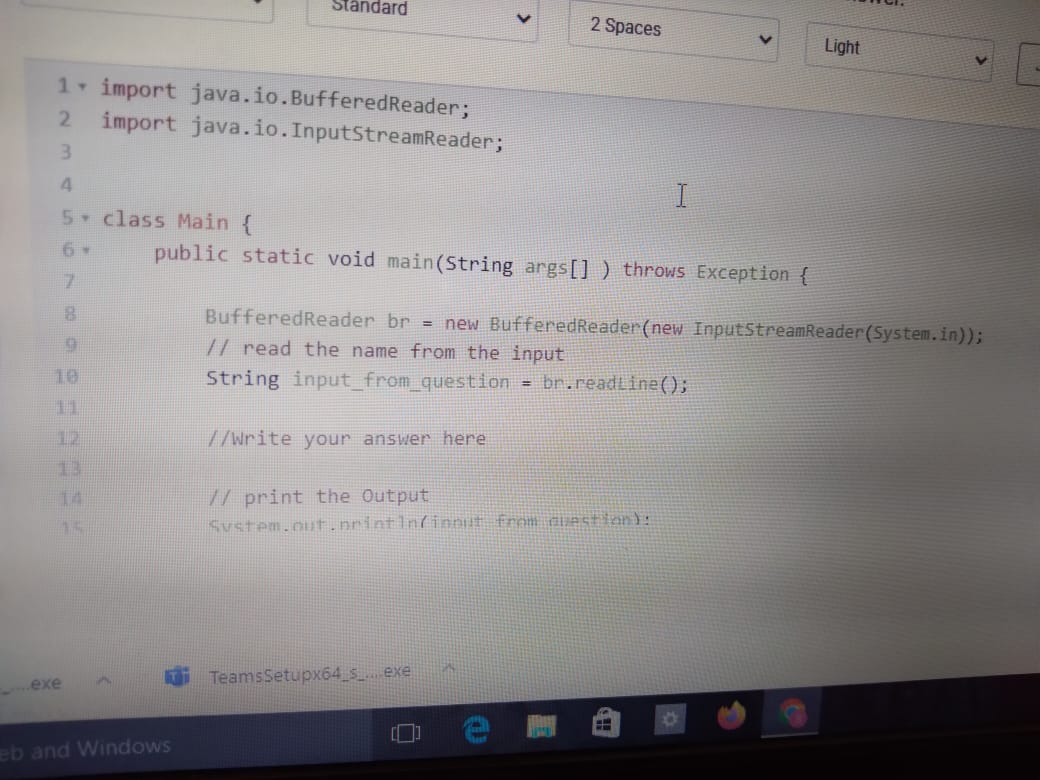 Standard
2 Spaces
Light
1 import java.io.BufferedReader;
2 import java.io.InputStreamReader;
3
4
5 class Main {
6 public static void main(String args[] ) throws Exception {
7
8 BufferedReader br = new BufferedReader(new InputStreamReader(System.in));
9 // read the name from the input
10 String input_from_question = br.readLine();
11
12 //Write your answer here
13
14 // print the Output
15 System.out.println(input_from_question);
....exe
TeamsSetupx64_s_....exe
eb and Windows